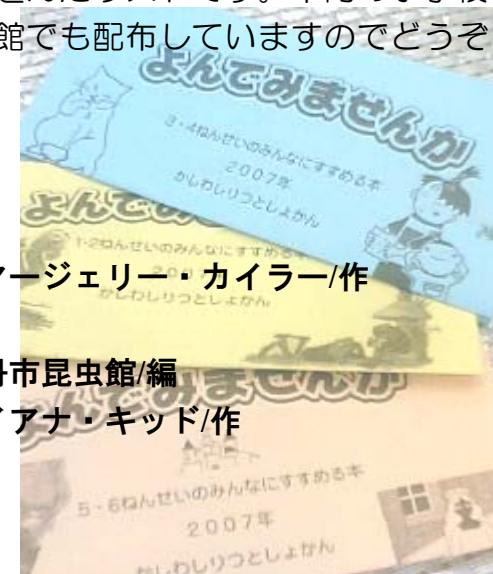 館でも配布していますのでどうぞ
よんでみませんか
3・4ねんせいのみんなにすすめる本
2007年
かしわしりつとしょかん
1・2ねんせいのみんなにすすめる本
かしわしりつとしょかん
ージェリー・カイラー/作
市昆虫館/編
アナ・キッド/作
よんでみませんか
5・6ねんせいのみんなにすすめる本
2007年
かしわしりつとしょかん